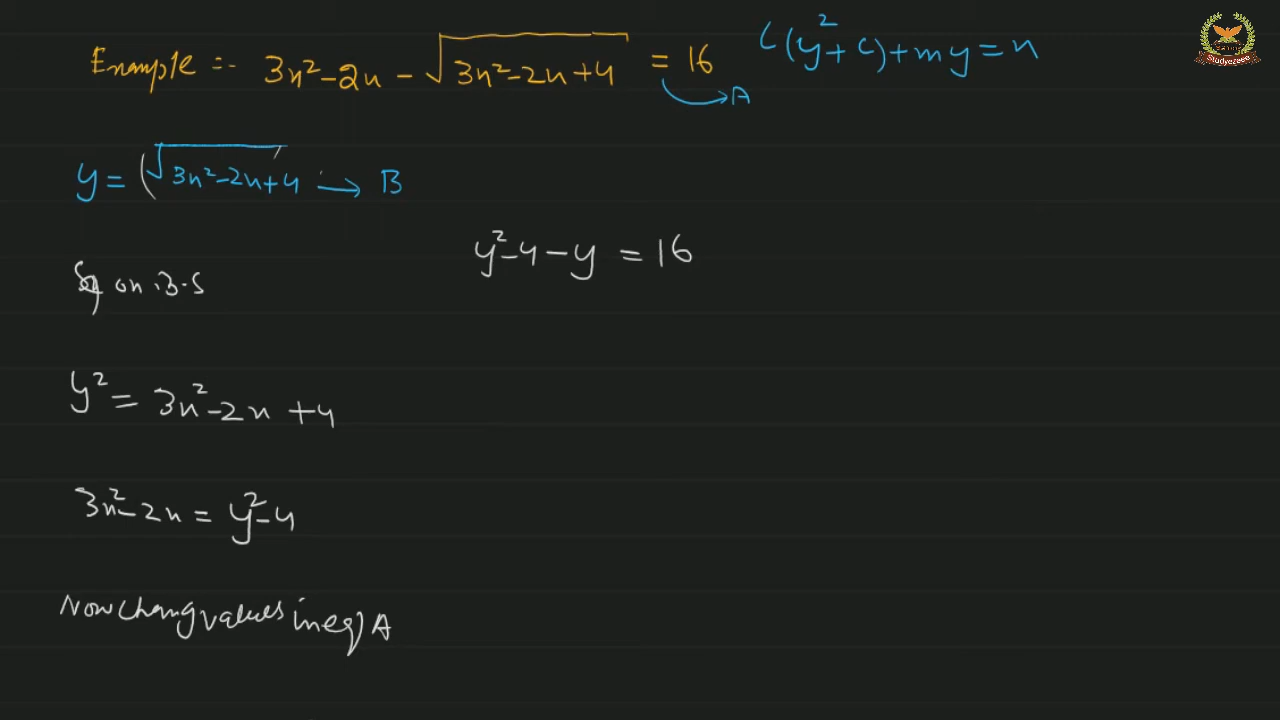 Example :- 3x²-2x-√3x²-2x+4 = 16 → A
l(y²+c)+my=n
Studyezeee
y = (√3x²-2x+4 → B
y²-4-y = 16
Sq on B.S
y² = 3x²-2x+4
3x²-2x = y²-4
Now chang values in eq A